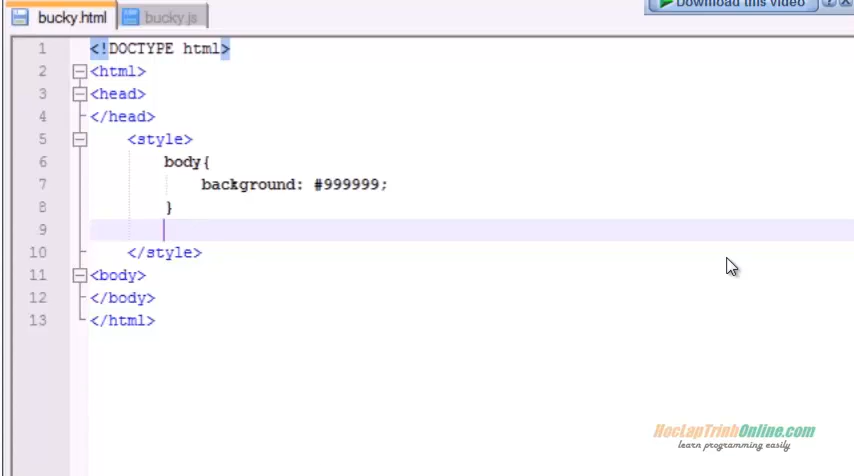 Download this video ?
bucky.html bucky.js
1 <!DOCTYPE html>
2 <html>
3 <head>
4 </head>
5 <style>
6 body{
7 background: #999999;
8 }
9
10 </style>
11 <body>
12 </body>
13 </html>
HocLapTrinhOnline.com
learn programming easily